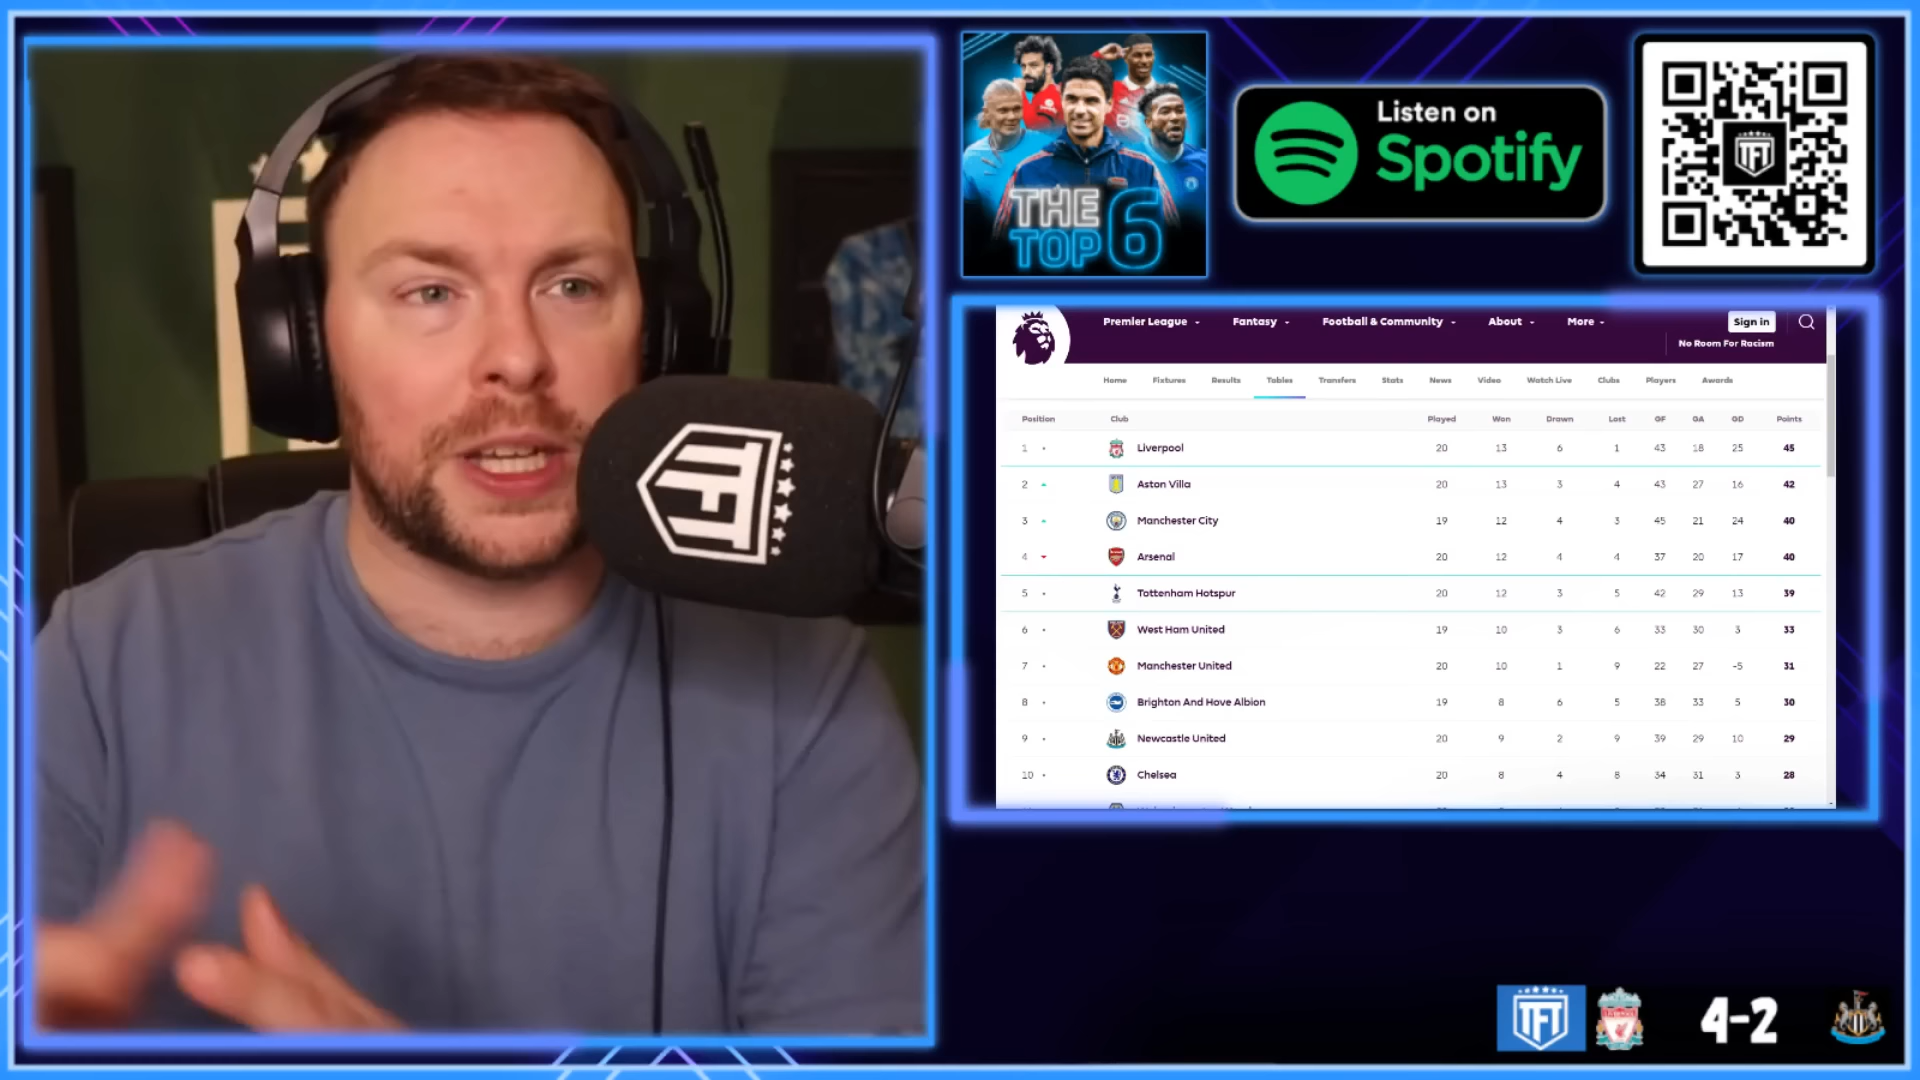 TFT
THE
TOP 6
Listen on
Spotify
TFT
Premier League
Fantasy
Football & Community
About
More
Sign in
No Room For Racism
Home Fixtures Results Tables Transfers Stats News Video Watch Live Clubs Players Awards
Position Club Played Won Drawn Lost GF GA GD Points
1 Liverpool 20 13 6 1 43 18 25 45
2 Aston Villa 20 13 3 4 43 27 16 42
3 Manchester City 19 12 4 3 45 21 24 40
4 Arsenal 20 12 4 4 37 20 17 40
5 Tottenham Hotspur 20 12 3 5 42 29 13 39
6 West Ham United 19 10 3 6 33 30 3 33
7 Manchester United 20 10 1 9 22 27 -5 31
8 Brighton And Hove Albion 19 8 6 5 38 33 5 30
9 Newcastle United 20 9 2 9 39 29 10 29
10 Chelsea 20 8 4 8 34 31 3 28
TFT 4-2